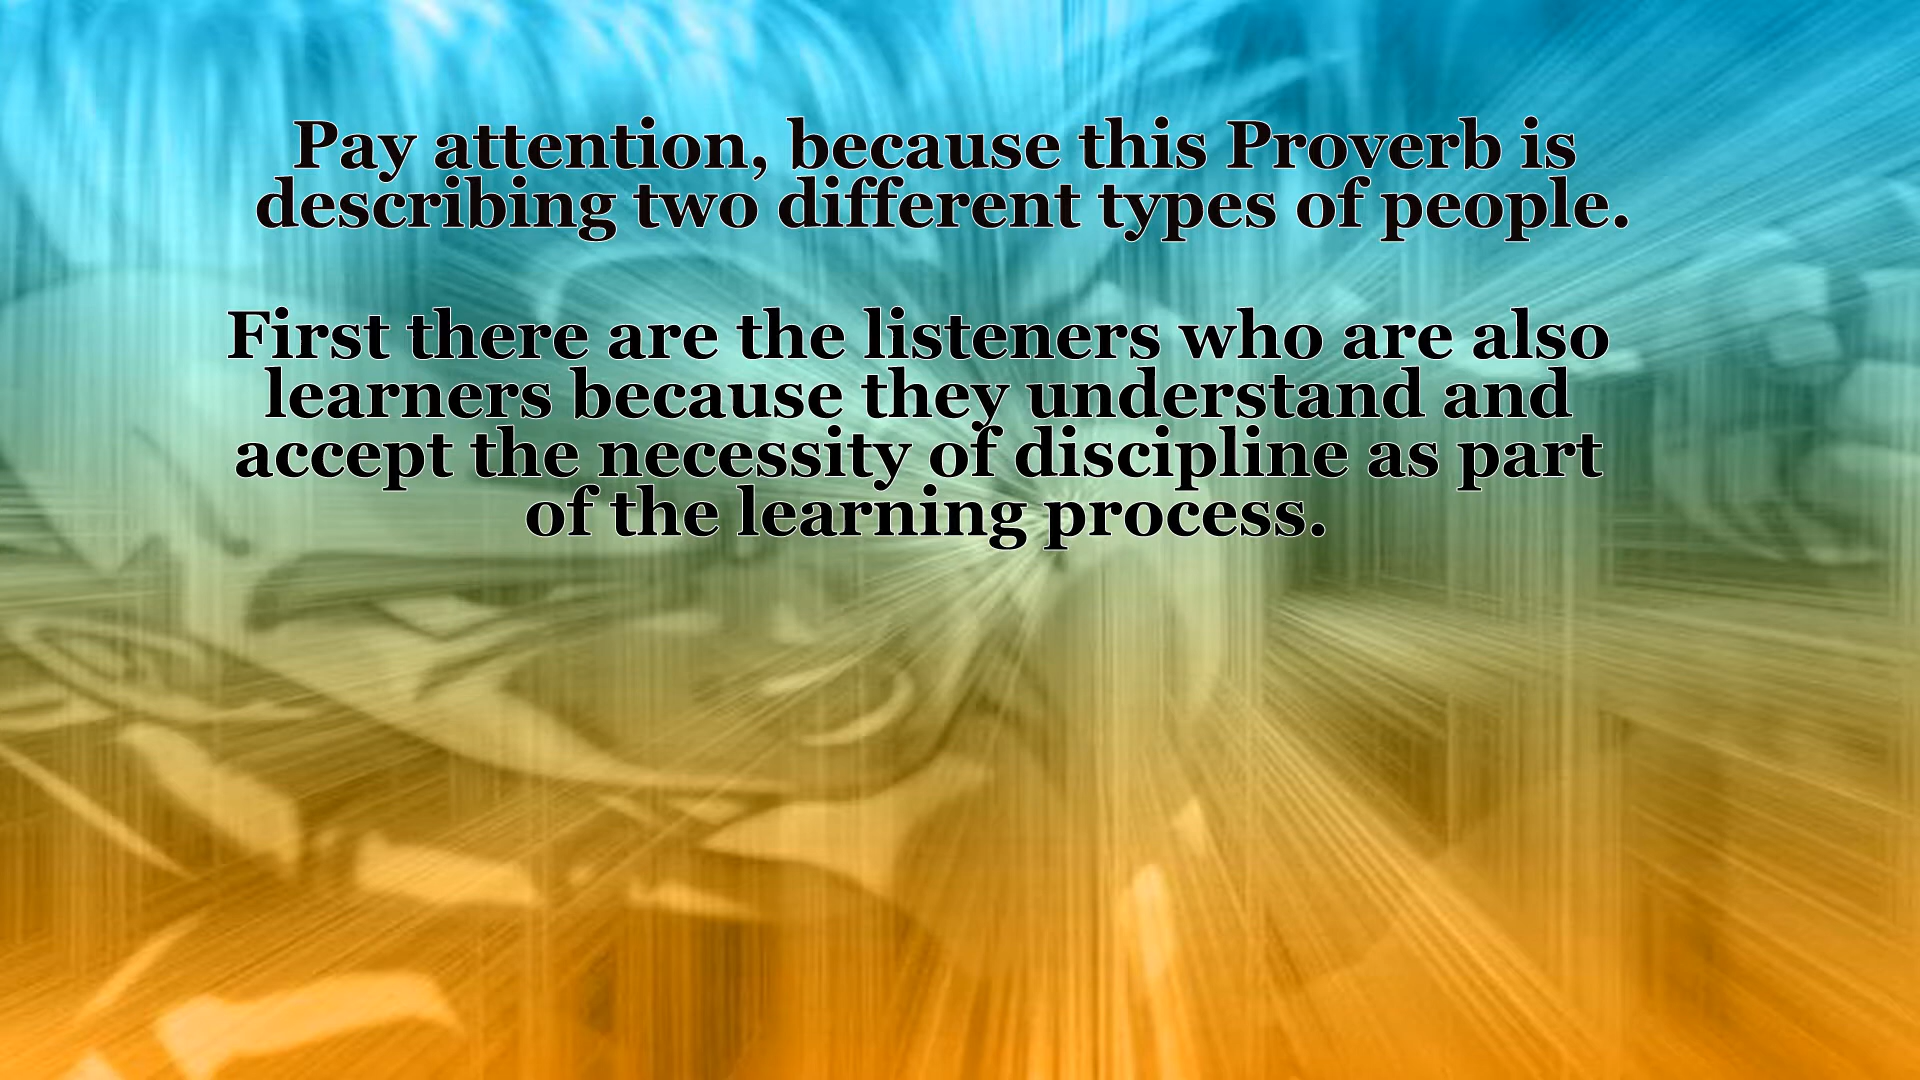 Pay attention, because this Proverb is
describing two different types of people.
First there are the listeners who are also
learners because they understand and
accept the necessity of discipline as part
of the learning process.